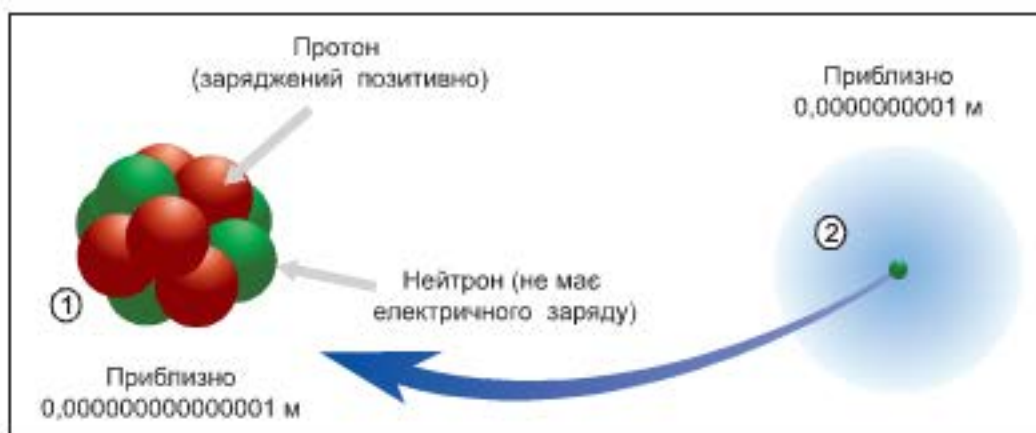 Протон
(заряджений позитивно)
Приблизно
0,0000000001 м
2
Нейтрон (не має
електричного заряду)
1
Приблизно
0,000000000000001 м